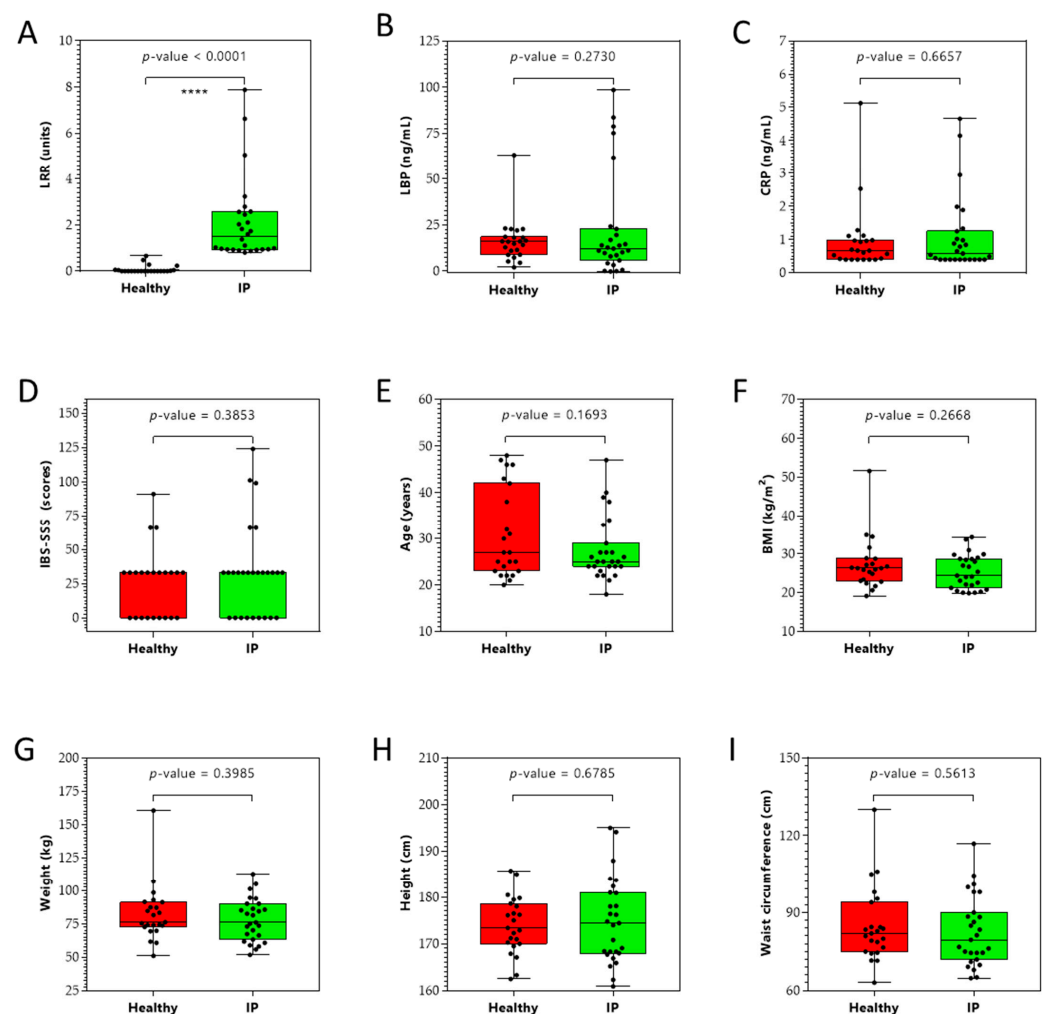 A
LRR (units)
10
8
6
4
2
0
p-value < 0.0001
****
Healthy IP
B
LBP (ng/mL)
125
100
75
50
25
0
p-value = 0.2730
Healthy IP
C
CRP (ng/mL)
7
6
5
4
3
2
1
0
p-value = 0.6657
Healthy IP
D
IBS-SSS (scores)
150
125
100
75
50
25
0
p-value = 0.3853
Healthy IP
E
Age (years)
60
50
40
30
20
10
p-value = 0.1693
Healthy IP
F
BMI (kg/m²)
70
60
50
40
30
20
10
p-value = 0.2668
Healthy IP
G
Weight (kg)
200
175
150
125
100
75
50
25
p-value = 0.3985
Healthy IP
H
Height (cm)
210
200
190
180
170
160
p-value = 0.6785
Healthy IP
I
Waist circumference (cm)
150
120
90
60
p-value = 0.5613
Healthy IP